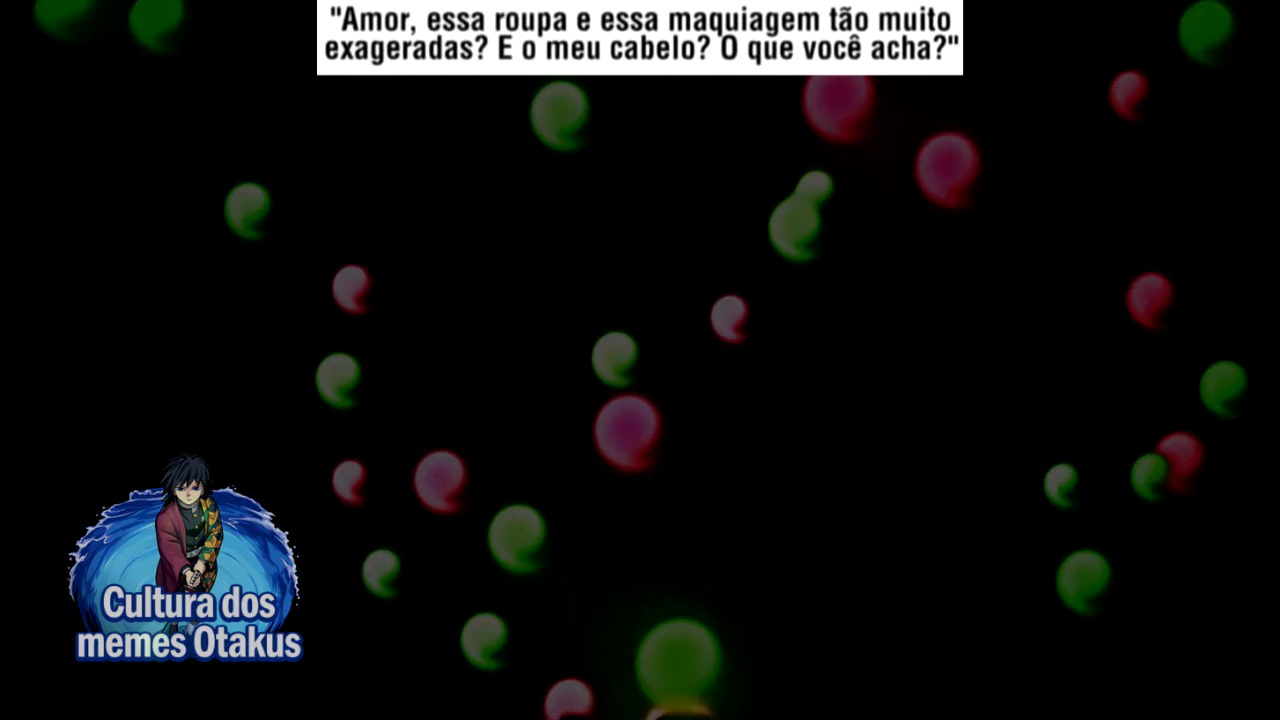 "Amor, essa roupa e essa maquiagem tão muito
exageradas? E o meu cabelo? O que você acha?"
Cultura dos
memes Otakus